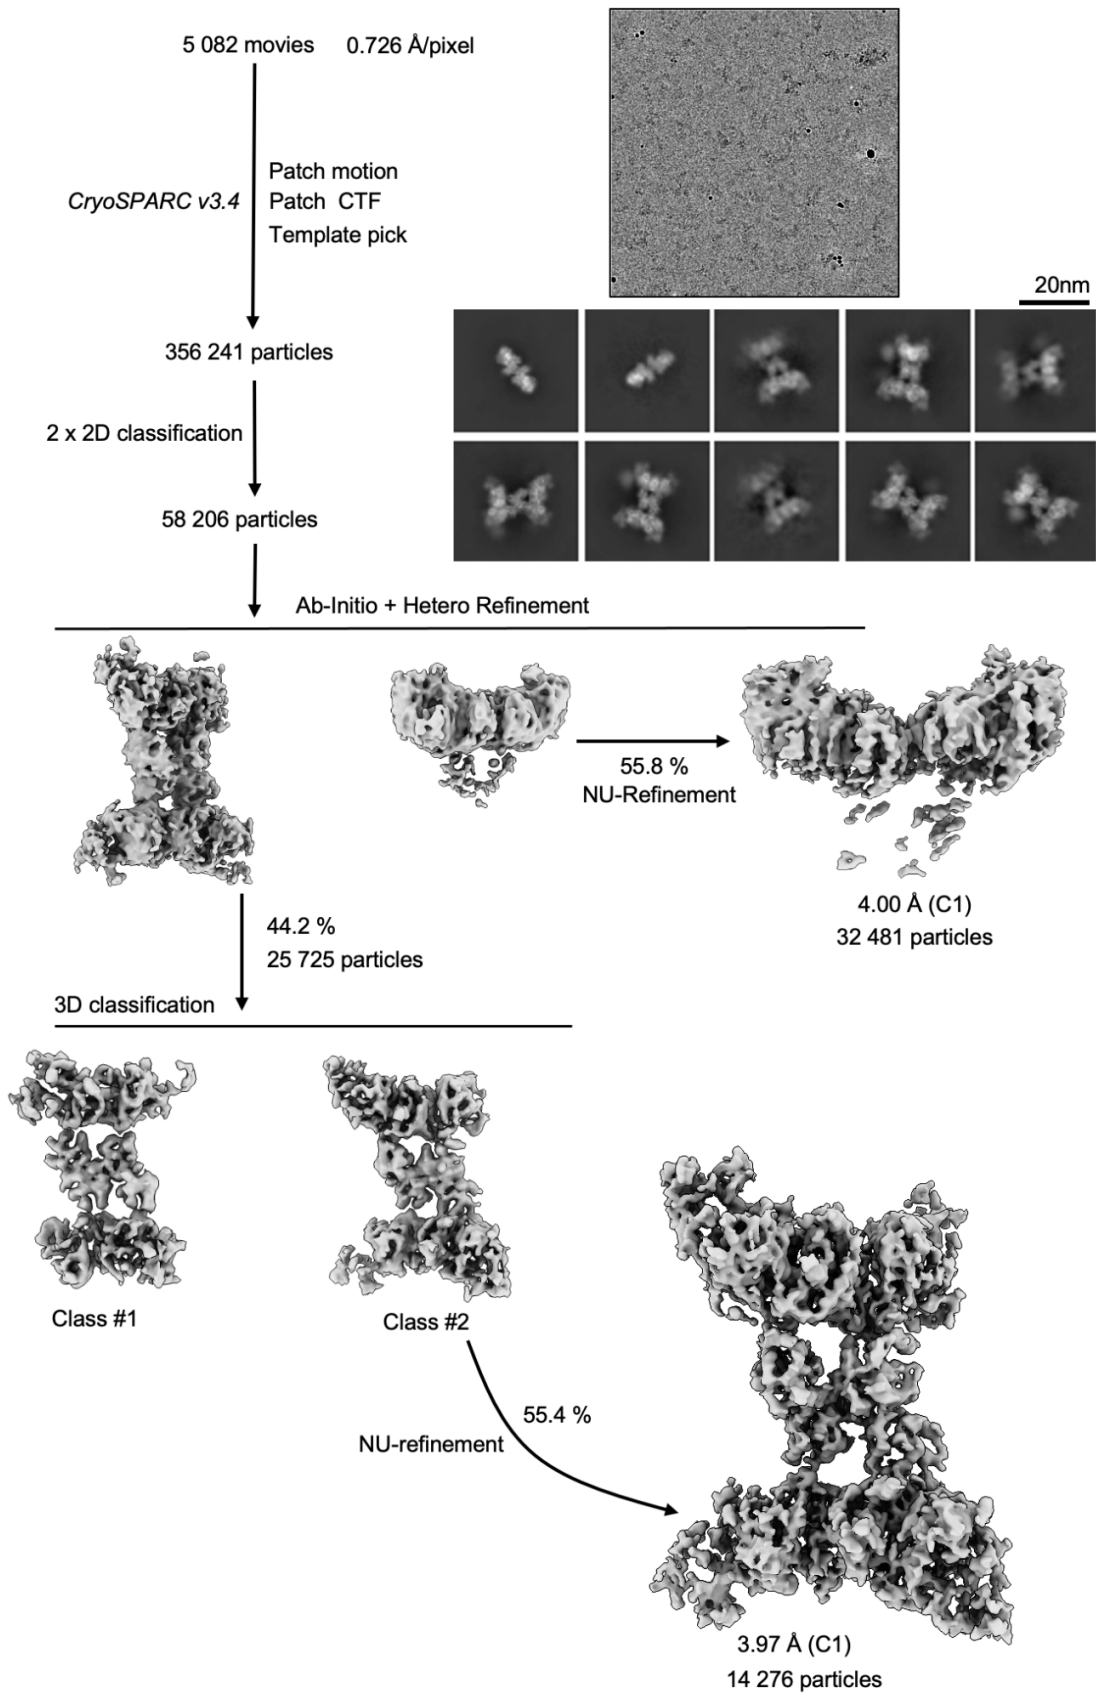 5 082 movies 0.726 Å/pixel
Patch motion
CryoSPARC v3.4 Patch CTF
Template pick
20nm
356 241 particles
2 x 2D classification
58 206 particles
Ab-Initio + Hetero Refinement
55.8 %
NU-Refinement
4.00 Å (C1)
32 481 particles
44.2 %
25 725 particles
3D classification
Class #1
Class #2
55.4 %
NU-refinement
3.97 Å (C1)
14 276 particles